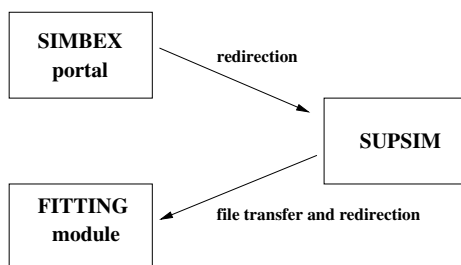 SIMBEX
portal
redirection
SUPSIM
FITTING
module
file transfer and redirection